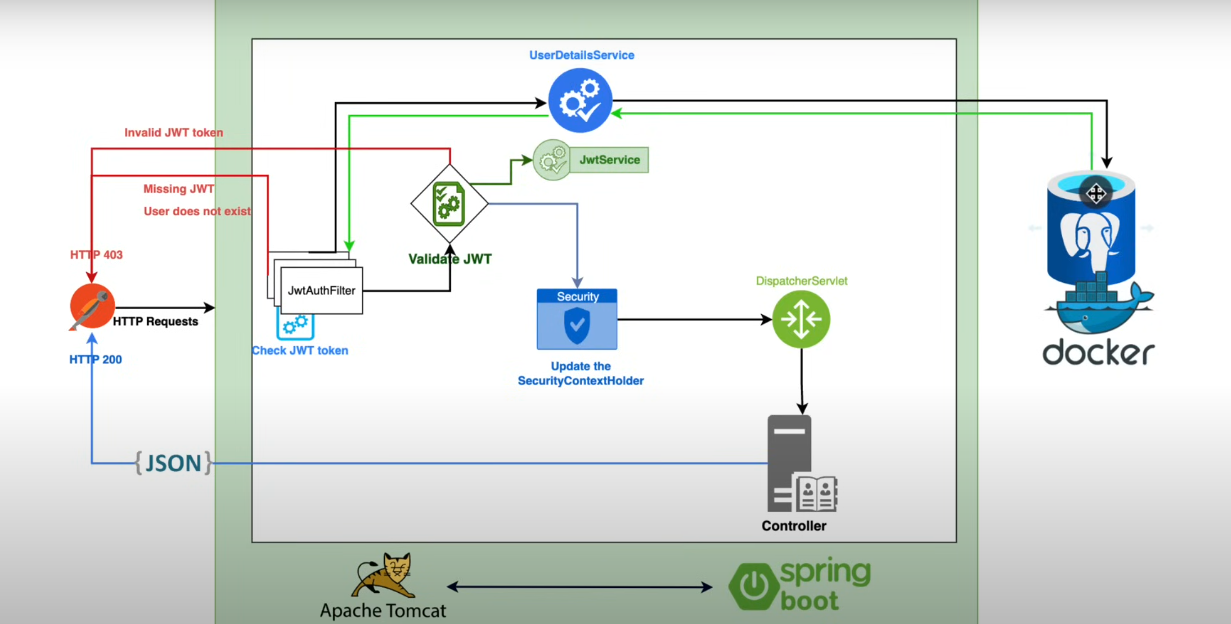 UserDetailsService
Invalid JWT token
JwtService
Missing JWT
User does not exist
Validate JWT
HTTP 403
JwtAuthFilter
DispatcherServlet
Security
HTTP Requests
Check JWT token
HTTP 200
Update the
SecurityContextHolder
docker
{JSON}
Controller
Apache Tomcat
spring
boot